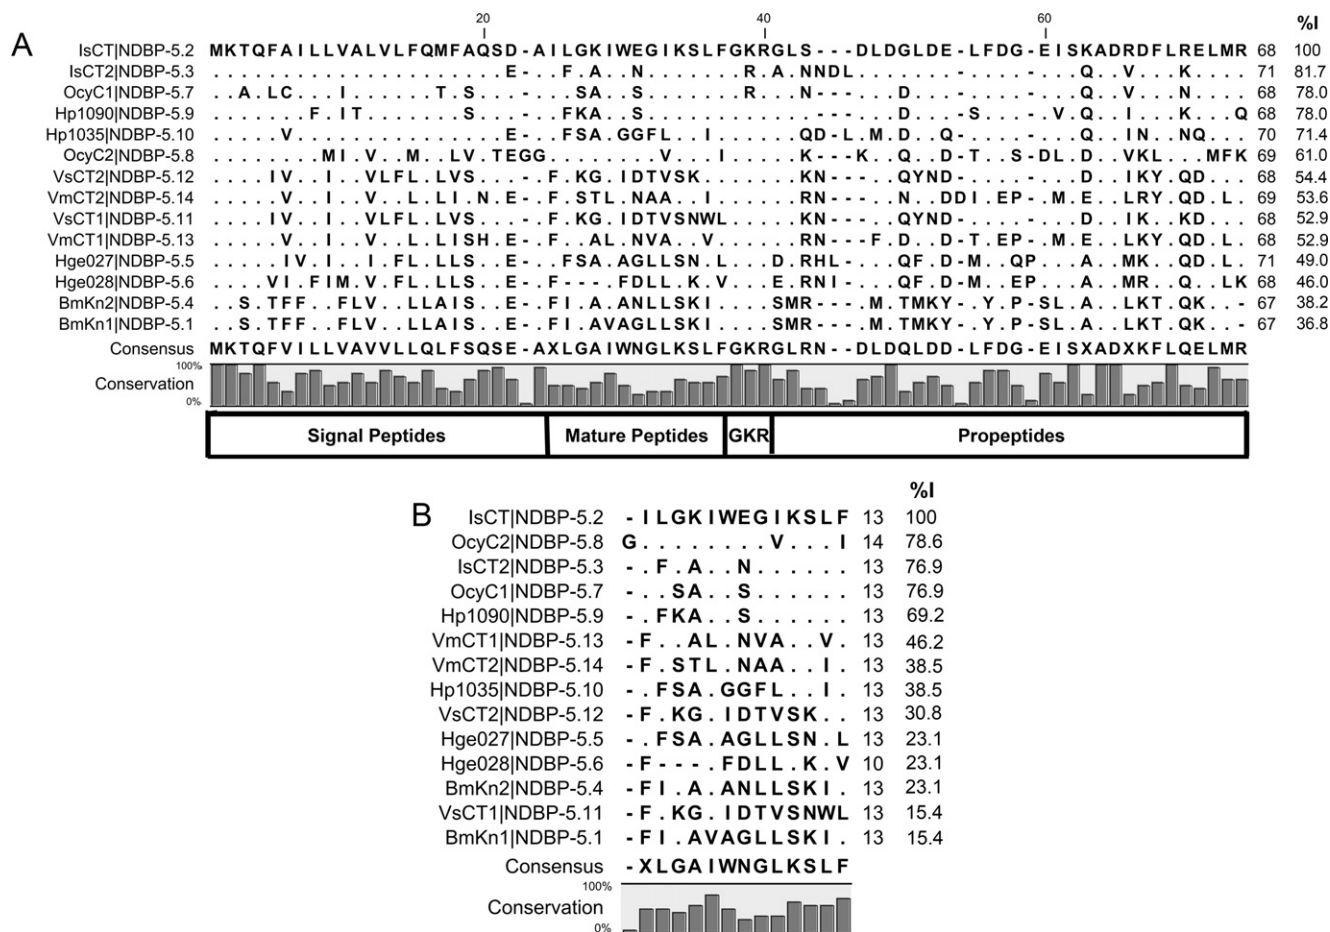 20 40 60 %I
A
IsCT|NDBP-5.2 MKTQFAILLVALVLFQMFAQSD-AILGKIWEGIKSLFGKRGLS---DLDGLDE-LFDG-EISKADRDFLRELMR 68 100
IsCT2|NDBP-5.3 .....................E-..F.A..N.......R.A.NNDL.......-....-...Q..V...K.... 71 81.7
OcyC1|NDBP-5.7 ..A.LC...I......T.S...-...SA..S.......R...N---...D...-....-...Q..V...N.... 68 78.0
Hp1090|NDBP-5.9 .......F.IT.......S...-..FKA..S............---...D...-S...-.V.Q..I...K...Q 68 78.0
Hp1035|NDBP-5.10 .....V...............E-..FSA.GGFL..I......QD-L.M.D..Q-....-...Q..IN..NQ... 70 71.4
OcyC2|NDBP-5.8 ........MI.V..M..LV.TEGG........V...I.....K---K..Q..D-T..S-DL.D..VKL...MFK 69 61.0
VsCT2|NDBP-5.12 ....IV..I..VLFL.LVS...-.F.KG.IDTVSK.......KN---..QYND-....-...D..IKY.QD... 68 54.4
VmCT2|NDBP-5.14 .....V..I..V..L.LI.N.E-.F.STL.NAA..I......RN---..N..DDI.EP-.M.E..LRY.QD.L. 69 53.6
VsCT1|NDBP-5.11 ....IV..I..VLFL.LVS...-.F.KG.IDTVSNWL.....KN---..QYND-....-...D..IK..KD... 68 52.9
VmCT1|NDBP-5.13 .....V..I..V..L.LISH.E-.F..AL.NVA..V......RN---F..D..D-T.EP-.M.E..LKY.QD.L. 68 52.9
Hge027|NDBP-5.5 .....IV.I..I.FL.LLS..E-..FSA.AGLLSN.L...D.RHL-...QF.D-M.QP...A..MK..QD.L. 71 49.0
Hge028|NDBP-5.6 ....VI.FIM.V.FL.LLS..E-.F---.FDLL.K.V...E.RNI-...QF.D-M..EP...A..MR..Q..LK 68 46.0
BmKn2|NDBP-5.4 ..S.TFF..FLV..LLAIS..E-.FI.A.ANLLSKI....SMR---.M.TMKY-.Y.P-SL.A..LKT.QK..- 67 38.2
BmKn1|NDBP-5.1 ..S.TFF..FLV..LLAIS..E-.FI.AVAGLLSKI....SMR---.M.TMKY-.Y.P-SL.A..LKT.QK..- 67 36.8
Consensus MKTQFVILLVAVVLLQLFSQSE-AXLGAIWNGLKSLFGKRGLRN--DLDQLDD-LFDG-EISXADXKFLQELMR
100%
Conservation
0%
Signal Peptides Mature Peptides GKR Propeptides
%I
B
IsCT|NDBP-5.2 -ILGKIWEGIKSLF 13 100
OcyC2|NDBP-5.8 G........V...I 14 78.6
IsCT2|NDBP-5.3 -.F.A..N...... 13 76.9
OcyC1|NDBP-5.7 -..SA..S...... 13 76.9
Hp1090|NDBP-5.9 -.FKA..S...... 13 69.2
VmCT1|NDBP-5.13 -F..AL.NVA..V. 13 46.2
VmCT2|NDBP-5.14 -F.STL.NAA..I. 13 38.5
Hp1035|NDBP-5.10 -.FSA.GGFL..I. 13 38.5
VsCT2|NDBP-5.12 -F.KG.IDTVSK.. 13 30.8
Hge027|NDBP-5.5 -.FSA.AGLLSN.L 13 23.1
Hge028|NDBP-5.6 -F---.FDLL.K.V 10 23.1
BmKn2|NDBP-5.4 -FI.A.ANLLSKI. 13 23.1
VsCT1|NDBP-5.11 -F.KG.IDTVSNWL 13 15.4
BmKn1|NDBP-5.1 -FI.AVAGLLSKI. 13 15.4
Consensus -XLGAIWNGLKSLF
100%
Conservation
0%